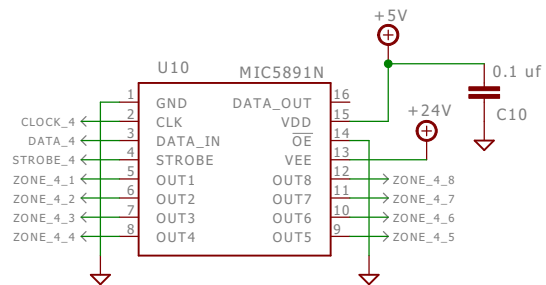 +5V
U10 MIC5891N
0.1 uf
C10
+24V
1 GND DATA_OUT 16
CLOCK_4 2 CLK VDD 15
DATA_4 3 DATA_IN OE 14
STROBE_4 4 STROBE VEE 13
ZONE_4_1 5 OUT1 OUT8 12 ZONE_4_8
ZONE_4_2 6 OUT2 OUT7 11 ZONE_4_7
ZONE_4_3 7 OUT3 OUT6 10 ZONE_4_6
ZONE_4_4 8 OUT4 OUT5 9 ZONE_4_5